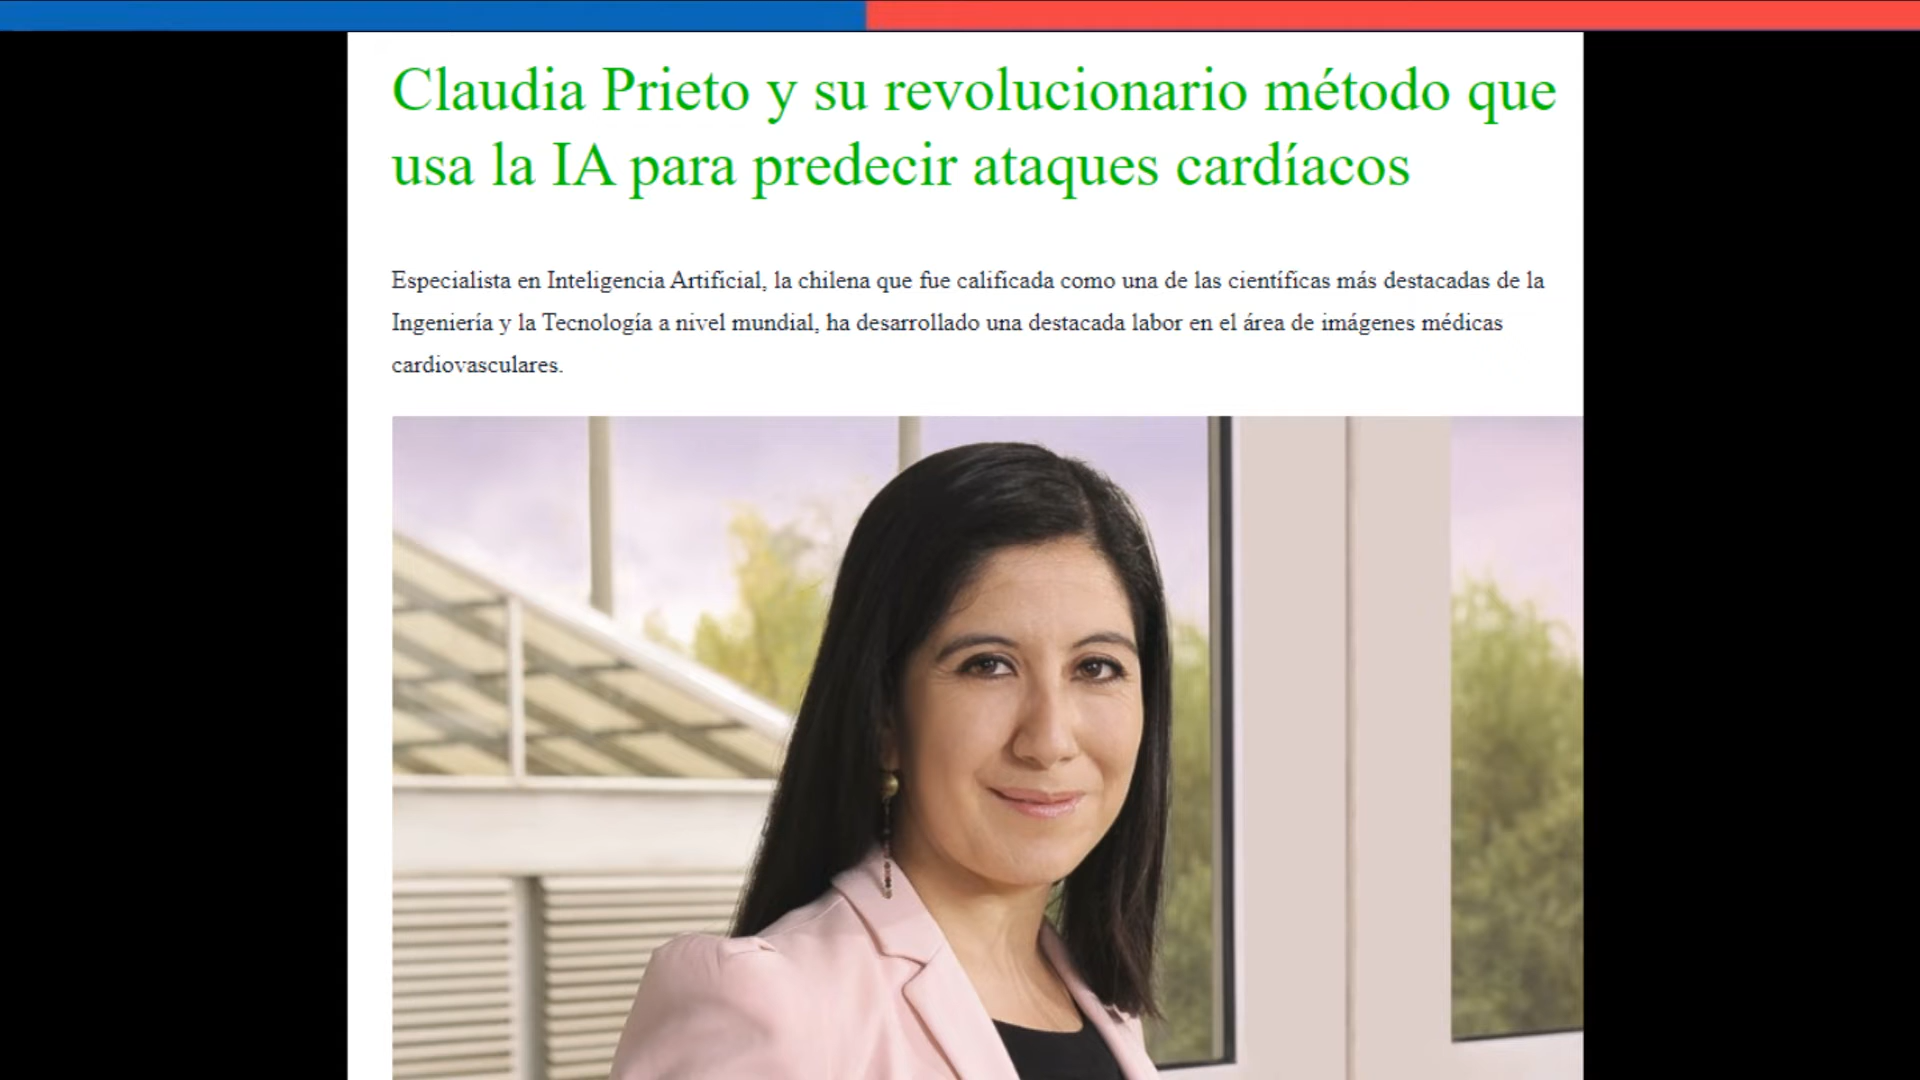 Claudia Prieto y su revolucionario método que
usa la IA para predecir ataques cardíacos
Especialista en Inteligencia Artificial, la chilena que fue calificada como una de las científicas más destacadas de la
Ingeniería y la Tecnología a nivel mundial, ha desarrollado una destacada labor en el área de imágenes médicas
cardiovasculares.